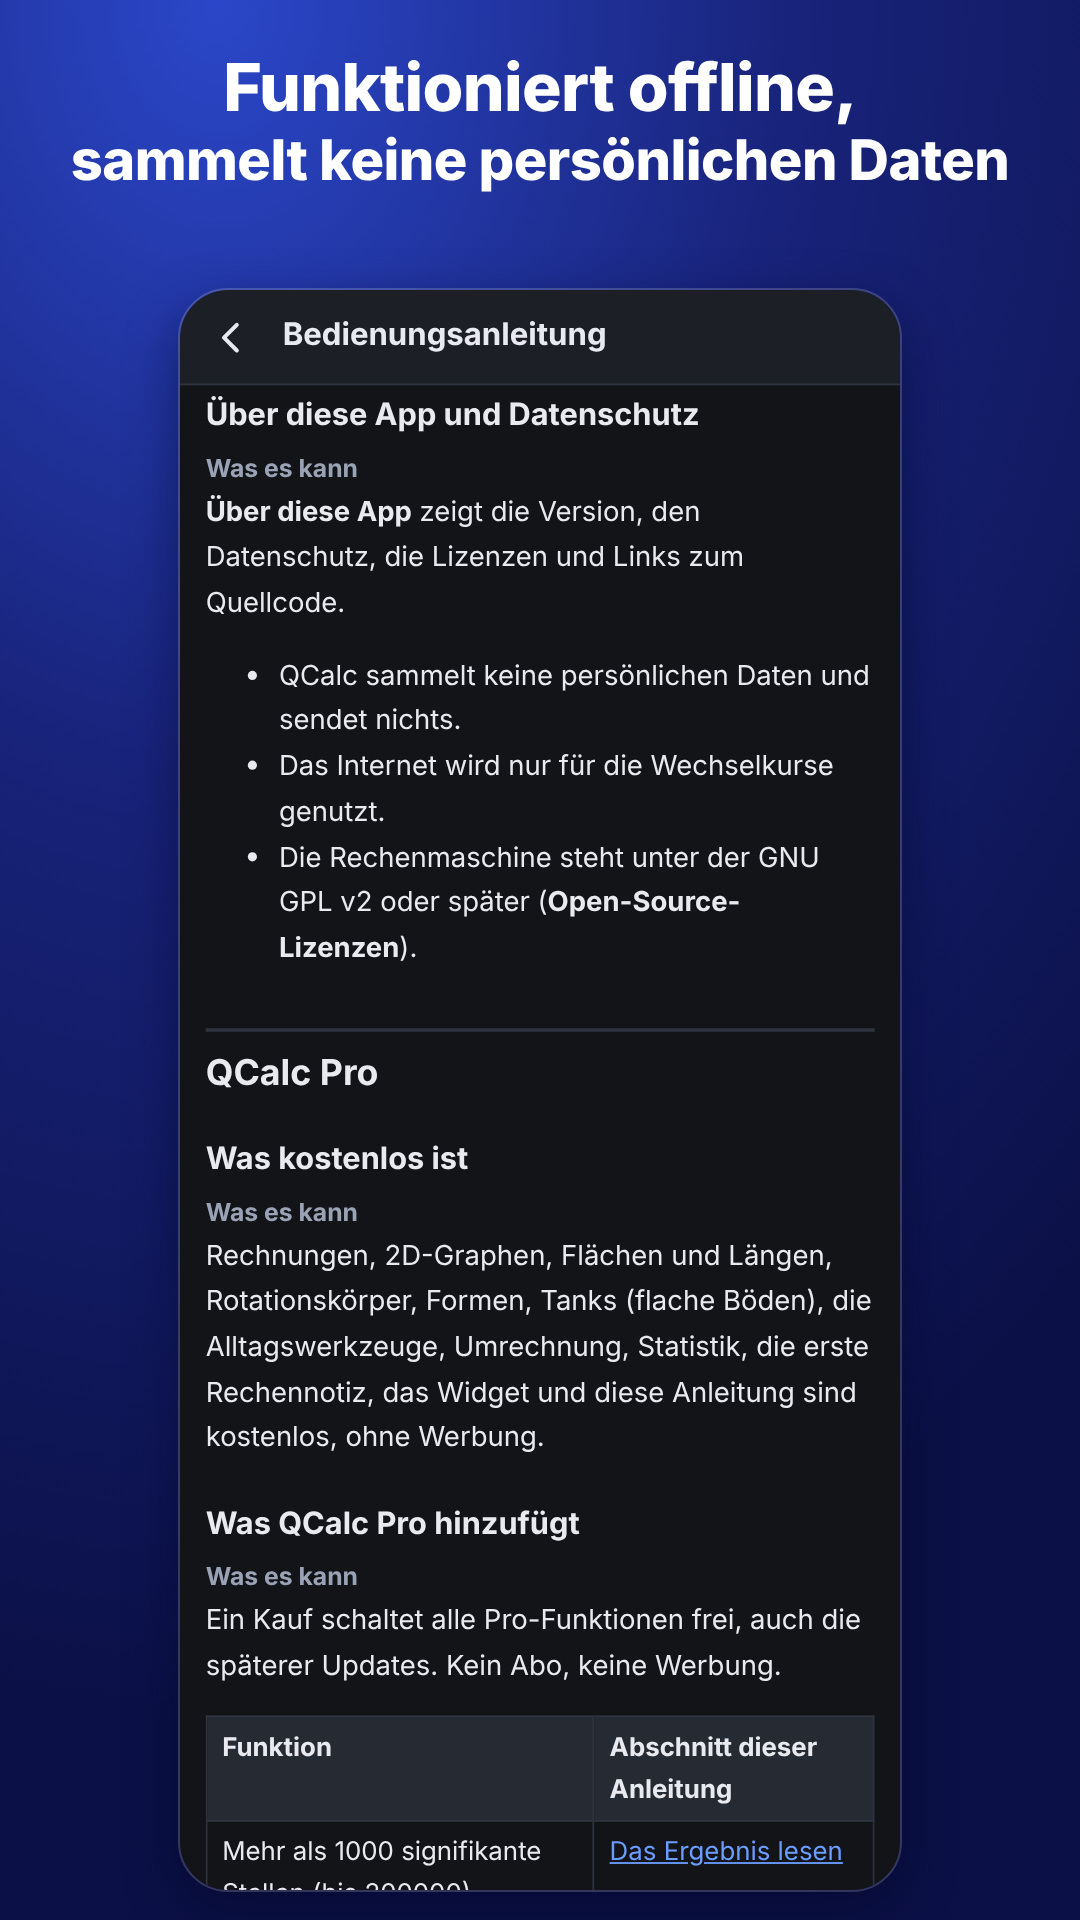 Funktioniert offline,
sammelt keine persönlichen Daten
Bedienungsanleitung
Über diese App und Datenschutz
Was es kann
Über diese App zeigt die Version, den
Datenschutz, die Lizenzen und Links zum
Quellcode.
• QCalc sammelt keine persönlichen Daten und
sendet nichts.
• Das Internet wird nur für die Wechselkurse
genutzt.
• Die Rechenmaschine steht unter der GNU
GPL v2 oder später (Open-Source-
Lizenzen).
QCalc Pro
Was kostenlos ist
Was es kann
Rechnungen, 2D-Graphen, Flächen und Längen,
Rotationskörper, Formen, Tanks (flache Böden), die
Alltagswerkzeuge, Umrechnung, Statistik, die erste
Rechennotiz, das Widget und diese Anleitung sind
kostenlos, ohne Werbung.
Was QCalc Pro hinzufügt
Was es kann
Ein Kauf schaltet alle Pro-Funktionen frei, auch die
späterer Updates. Kein Abo, keine Werbung.
Funktion
Abschnitt dieser
Anleitung
Mehr als 1000 signifikante
Stellen (bis 200000)
Das Ergebnis lesen